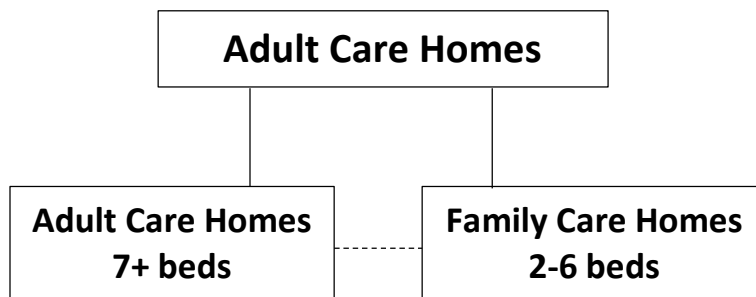 Adult Care Homes
Adult Care Homes
7+ beds
Family Care Homes
2-6 beds